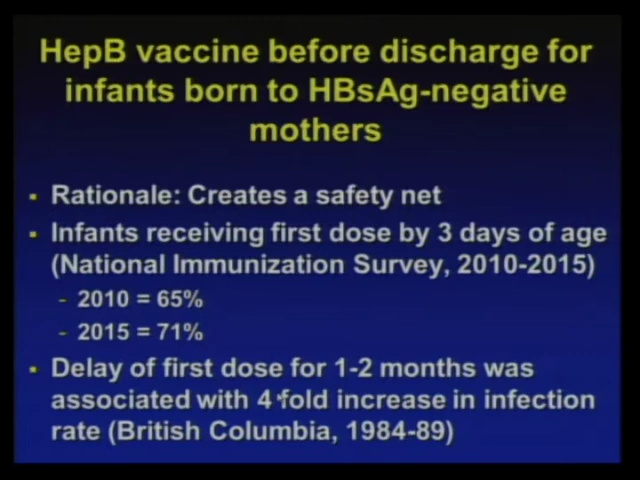 HepB vaccine before discharge for
infants born to HBsAg-negative
mothers
▪ Rationale: Creates a safety net
▪ Infants receiving first dose by 3 days of age
(National Immunization Survey, 2010-2015)
- 2010 = 65%
- 2015 = 71%
▪ Delay of first dose for 1-2 months was
associated with 4 fold increase in infection
rate (British Columbia, 1984-89)